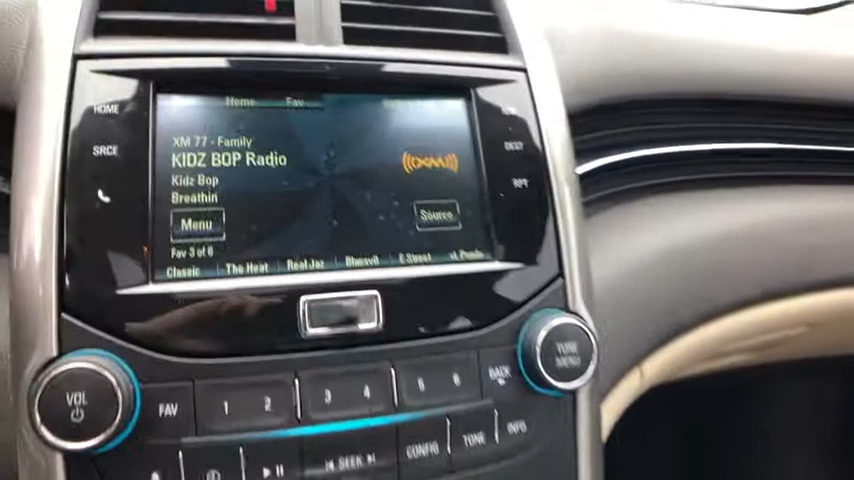 Home Fav
HOME
SRCE
XM 77 - Family
KIDZ BOP Radio
Kidz Bop
Breathin
((XM))
DEST
RPT
Menu
Source
Fav 3 of 6
Classic The Heat Real Jaz Bluesvil E Street
VOL
TUNE
MENU
FAV 1 2 3 4 5 6 BACK
CONFIG TONE INFO
SEEK